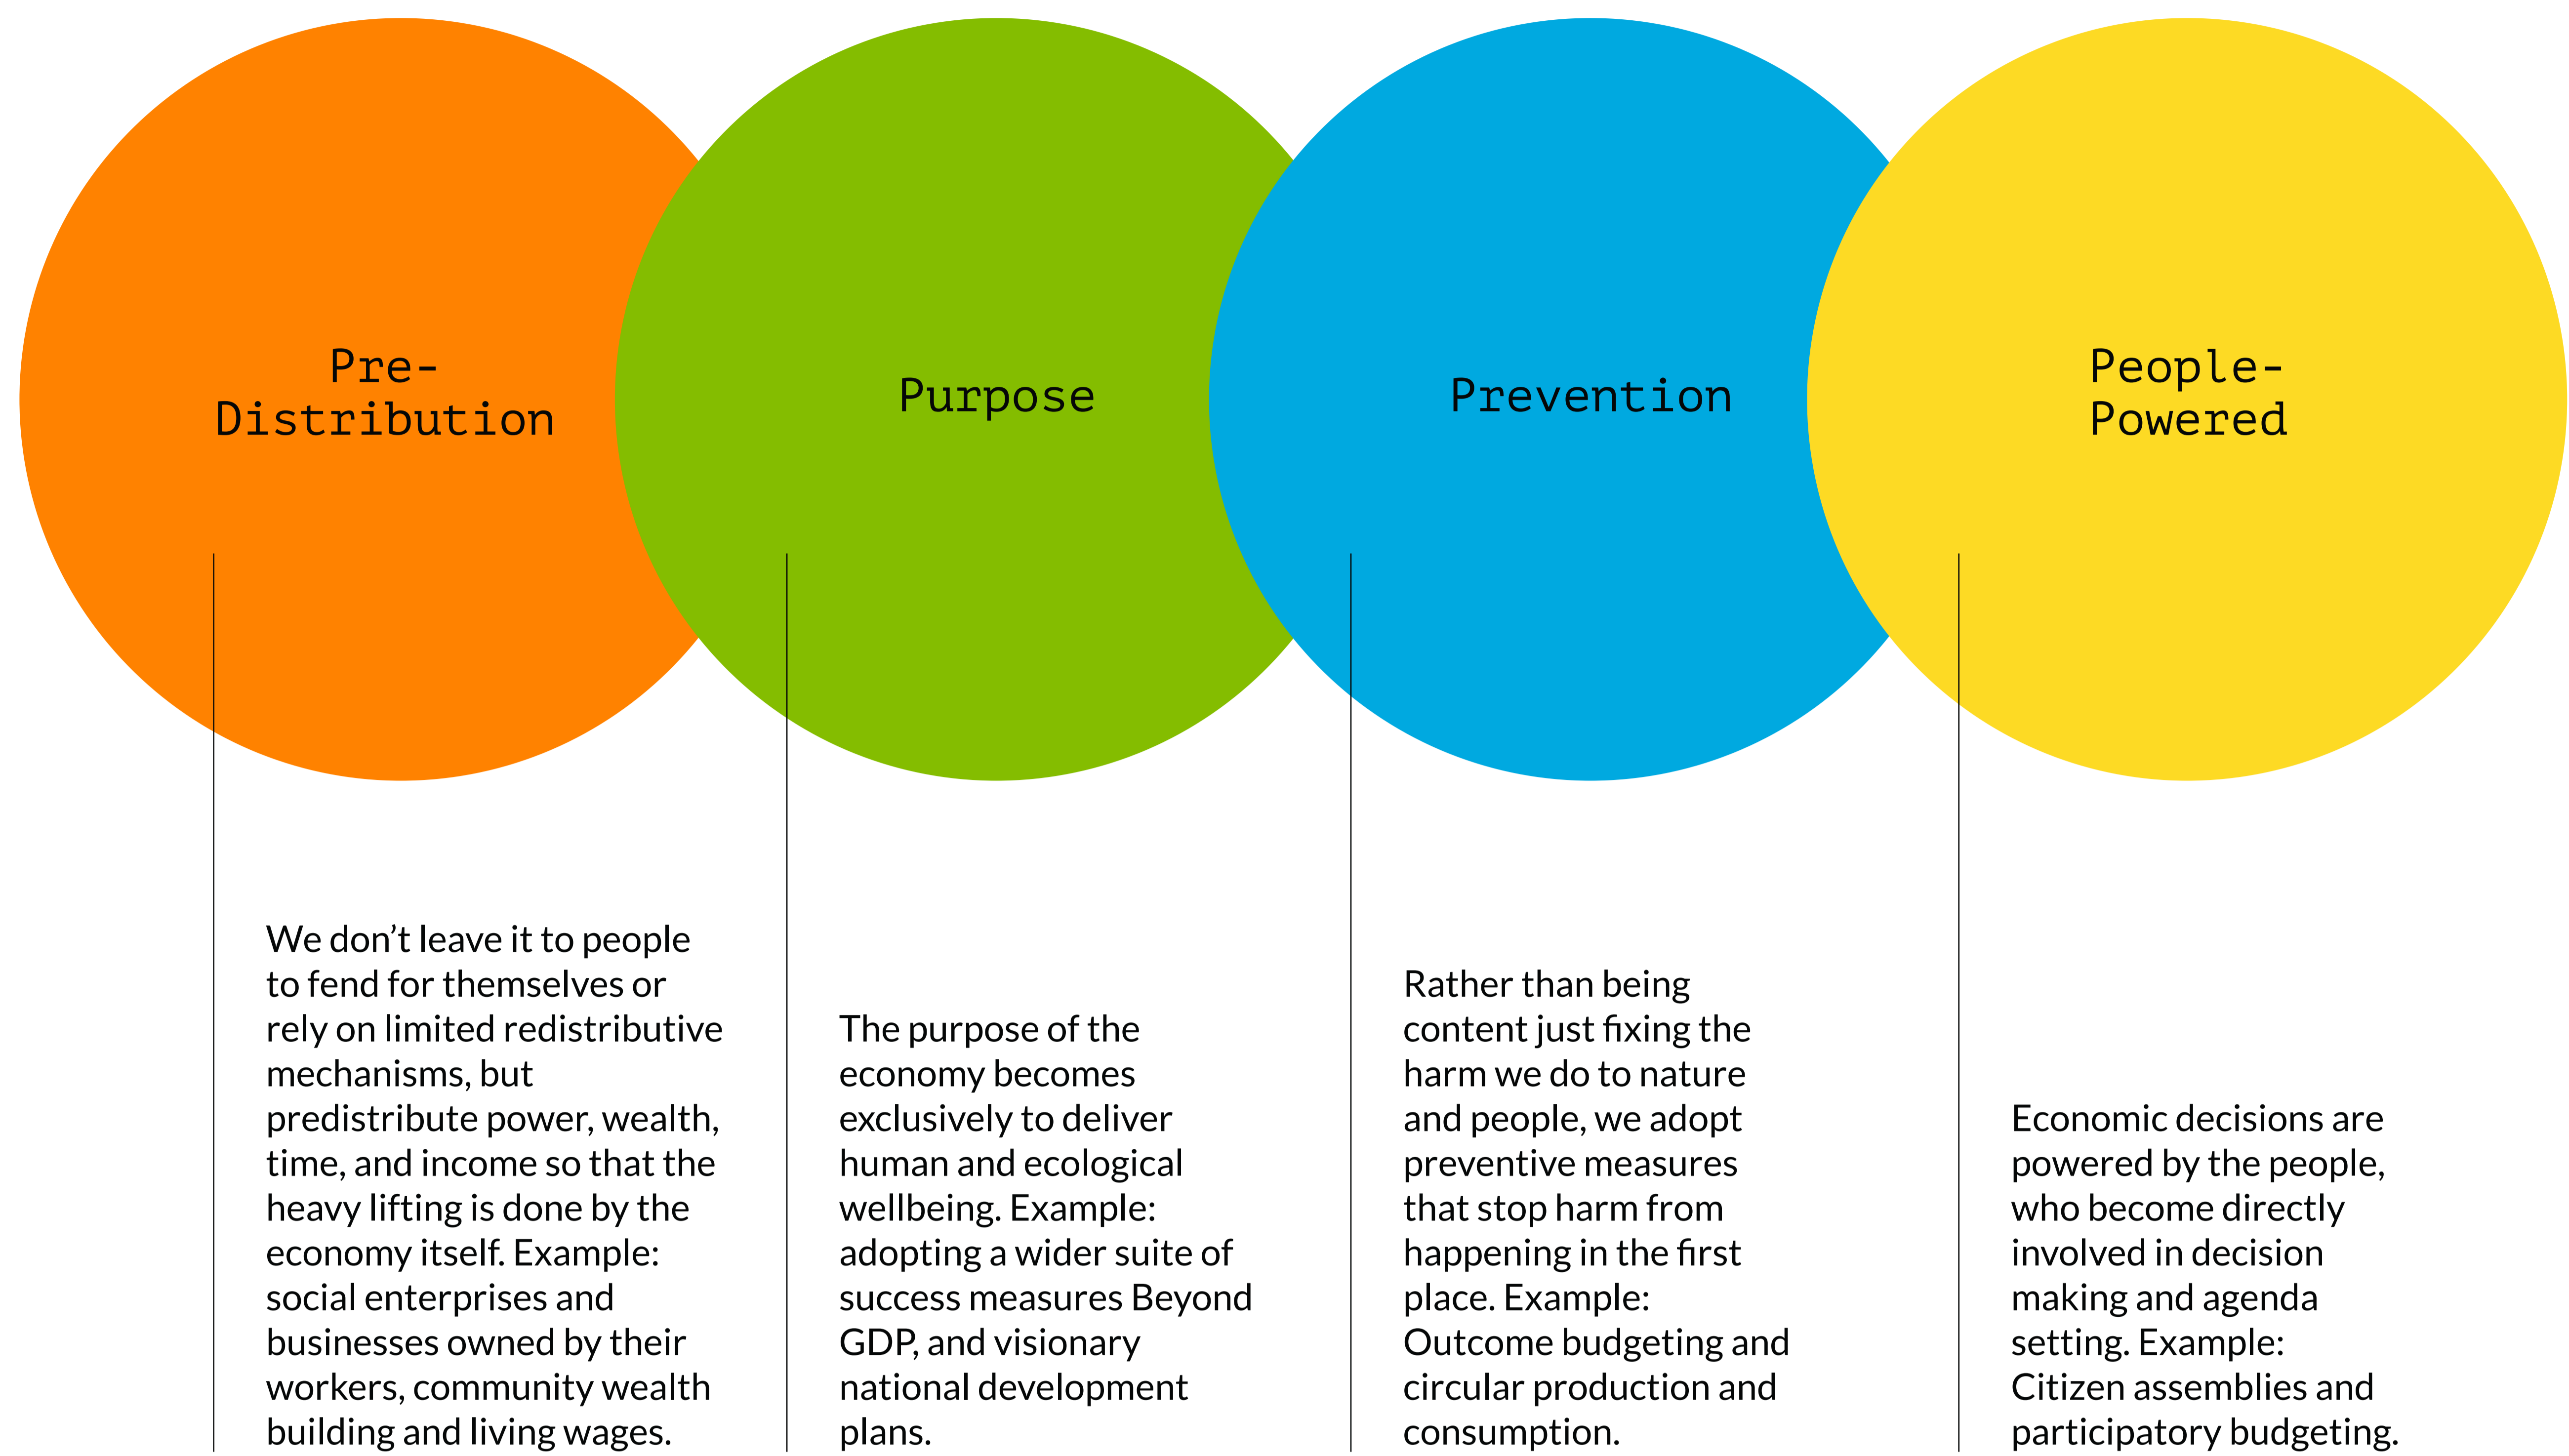 Pre-
Distribution
Purpose
Prevention
People-
Powered
We don’t leave it to people
to fend for themselves or
rely on limited redistributive
mechanisms, but
predistribute power, wealth,
time, and income so that the
heavy lifting is done by the
economy itself. Example:
social enterprises and
businesses owned by their
workers, community wealth
building and living wages.
The purpose of the
economy becomes
exclusively to deliver
human and ecological
wellbeing. Example:
adopting a wider suite of
success measures Beyond
GDP, and visionary
national development
plans.
Rather than being
content just fixing the
harm we do to nature
and people, we adopt
preventive measures
that stop harm from
happening in the first
place. Example:
Outcome budgeting and
circular production and
consumption.
Economic decisions are
powered by the people,
who become directly
involved in decision
making and agenda
setting. Example:
Citizen assemblies and
participatory budgeting.